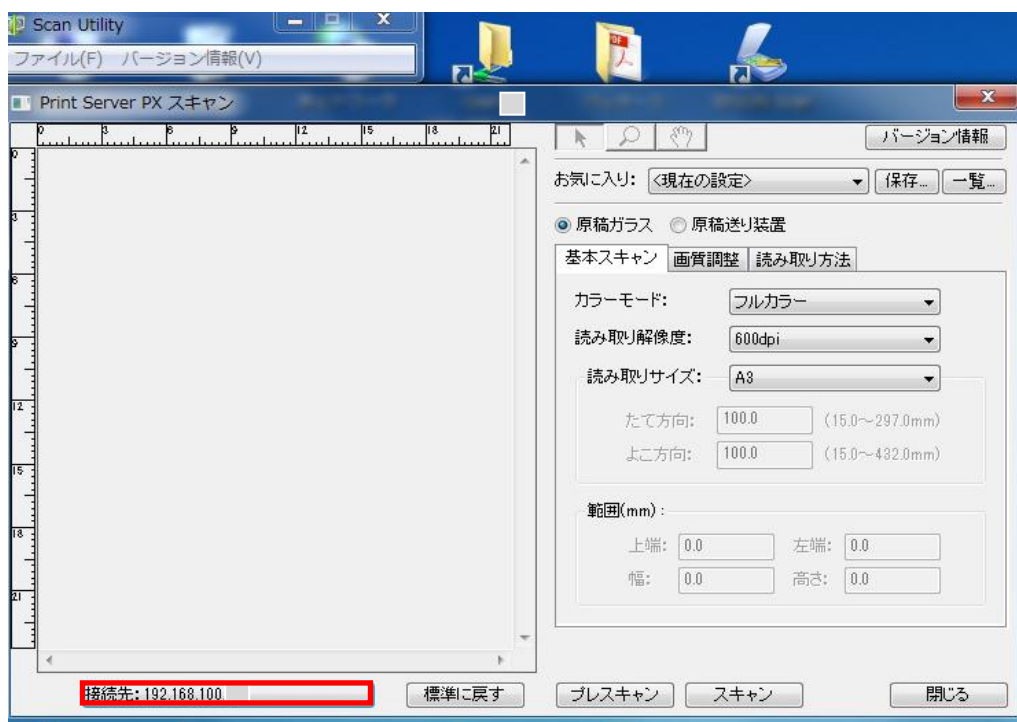 Scan Utility
ファイル(F) バージョン情報(V)
Print Server PX スキャン
0 3 6 9 12 15 18 21
バージョン情報
お気に入り: <現在の設定> 保存... 一覧...
原稿ガラス 原稿送り装置
基本スキャン 画質調整 読み取り方法
カラーモード: フルカラー
読み取り解像度: 600dpi
読み取りサイズ: A3
たて方向: 100.0 (15.0～297.0mm)
よこ方向: 100.0 (15.0～432.0mm)
範囲(mm):
上端: 0.0 左端: 0.0
幅: 0.0 高さ: 0.0
0
3
6
9
12
15
18
21
接続先: 192.168.100.
標準に戻す プレスキャン スキャン 閉じる